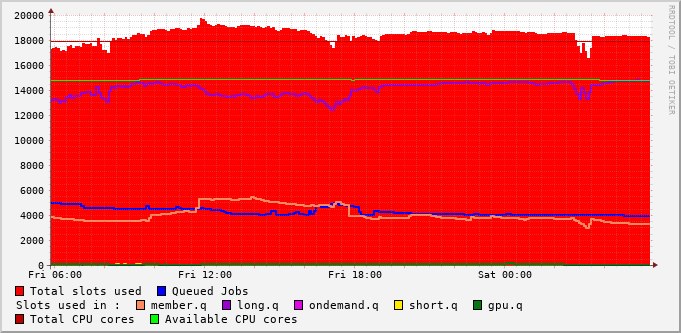 20000
18000
16000
14000
12000
10000
8000
6000
4000
2000
0
Fri 06:00 Fri 12:00 Fri 18:00 Sat 00:00
RRDTOOL / TOBI OETIKER
Total slots used Queued Jobs
Slots used in : member.q long.q ondemand.q short.q gpu.q
Total CPU cores Available CPU cores